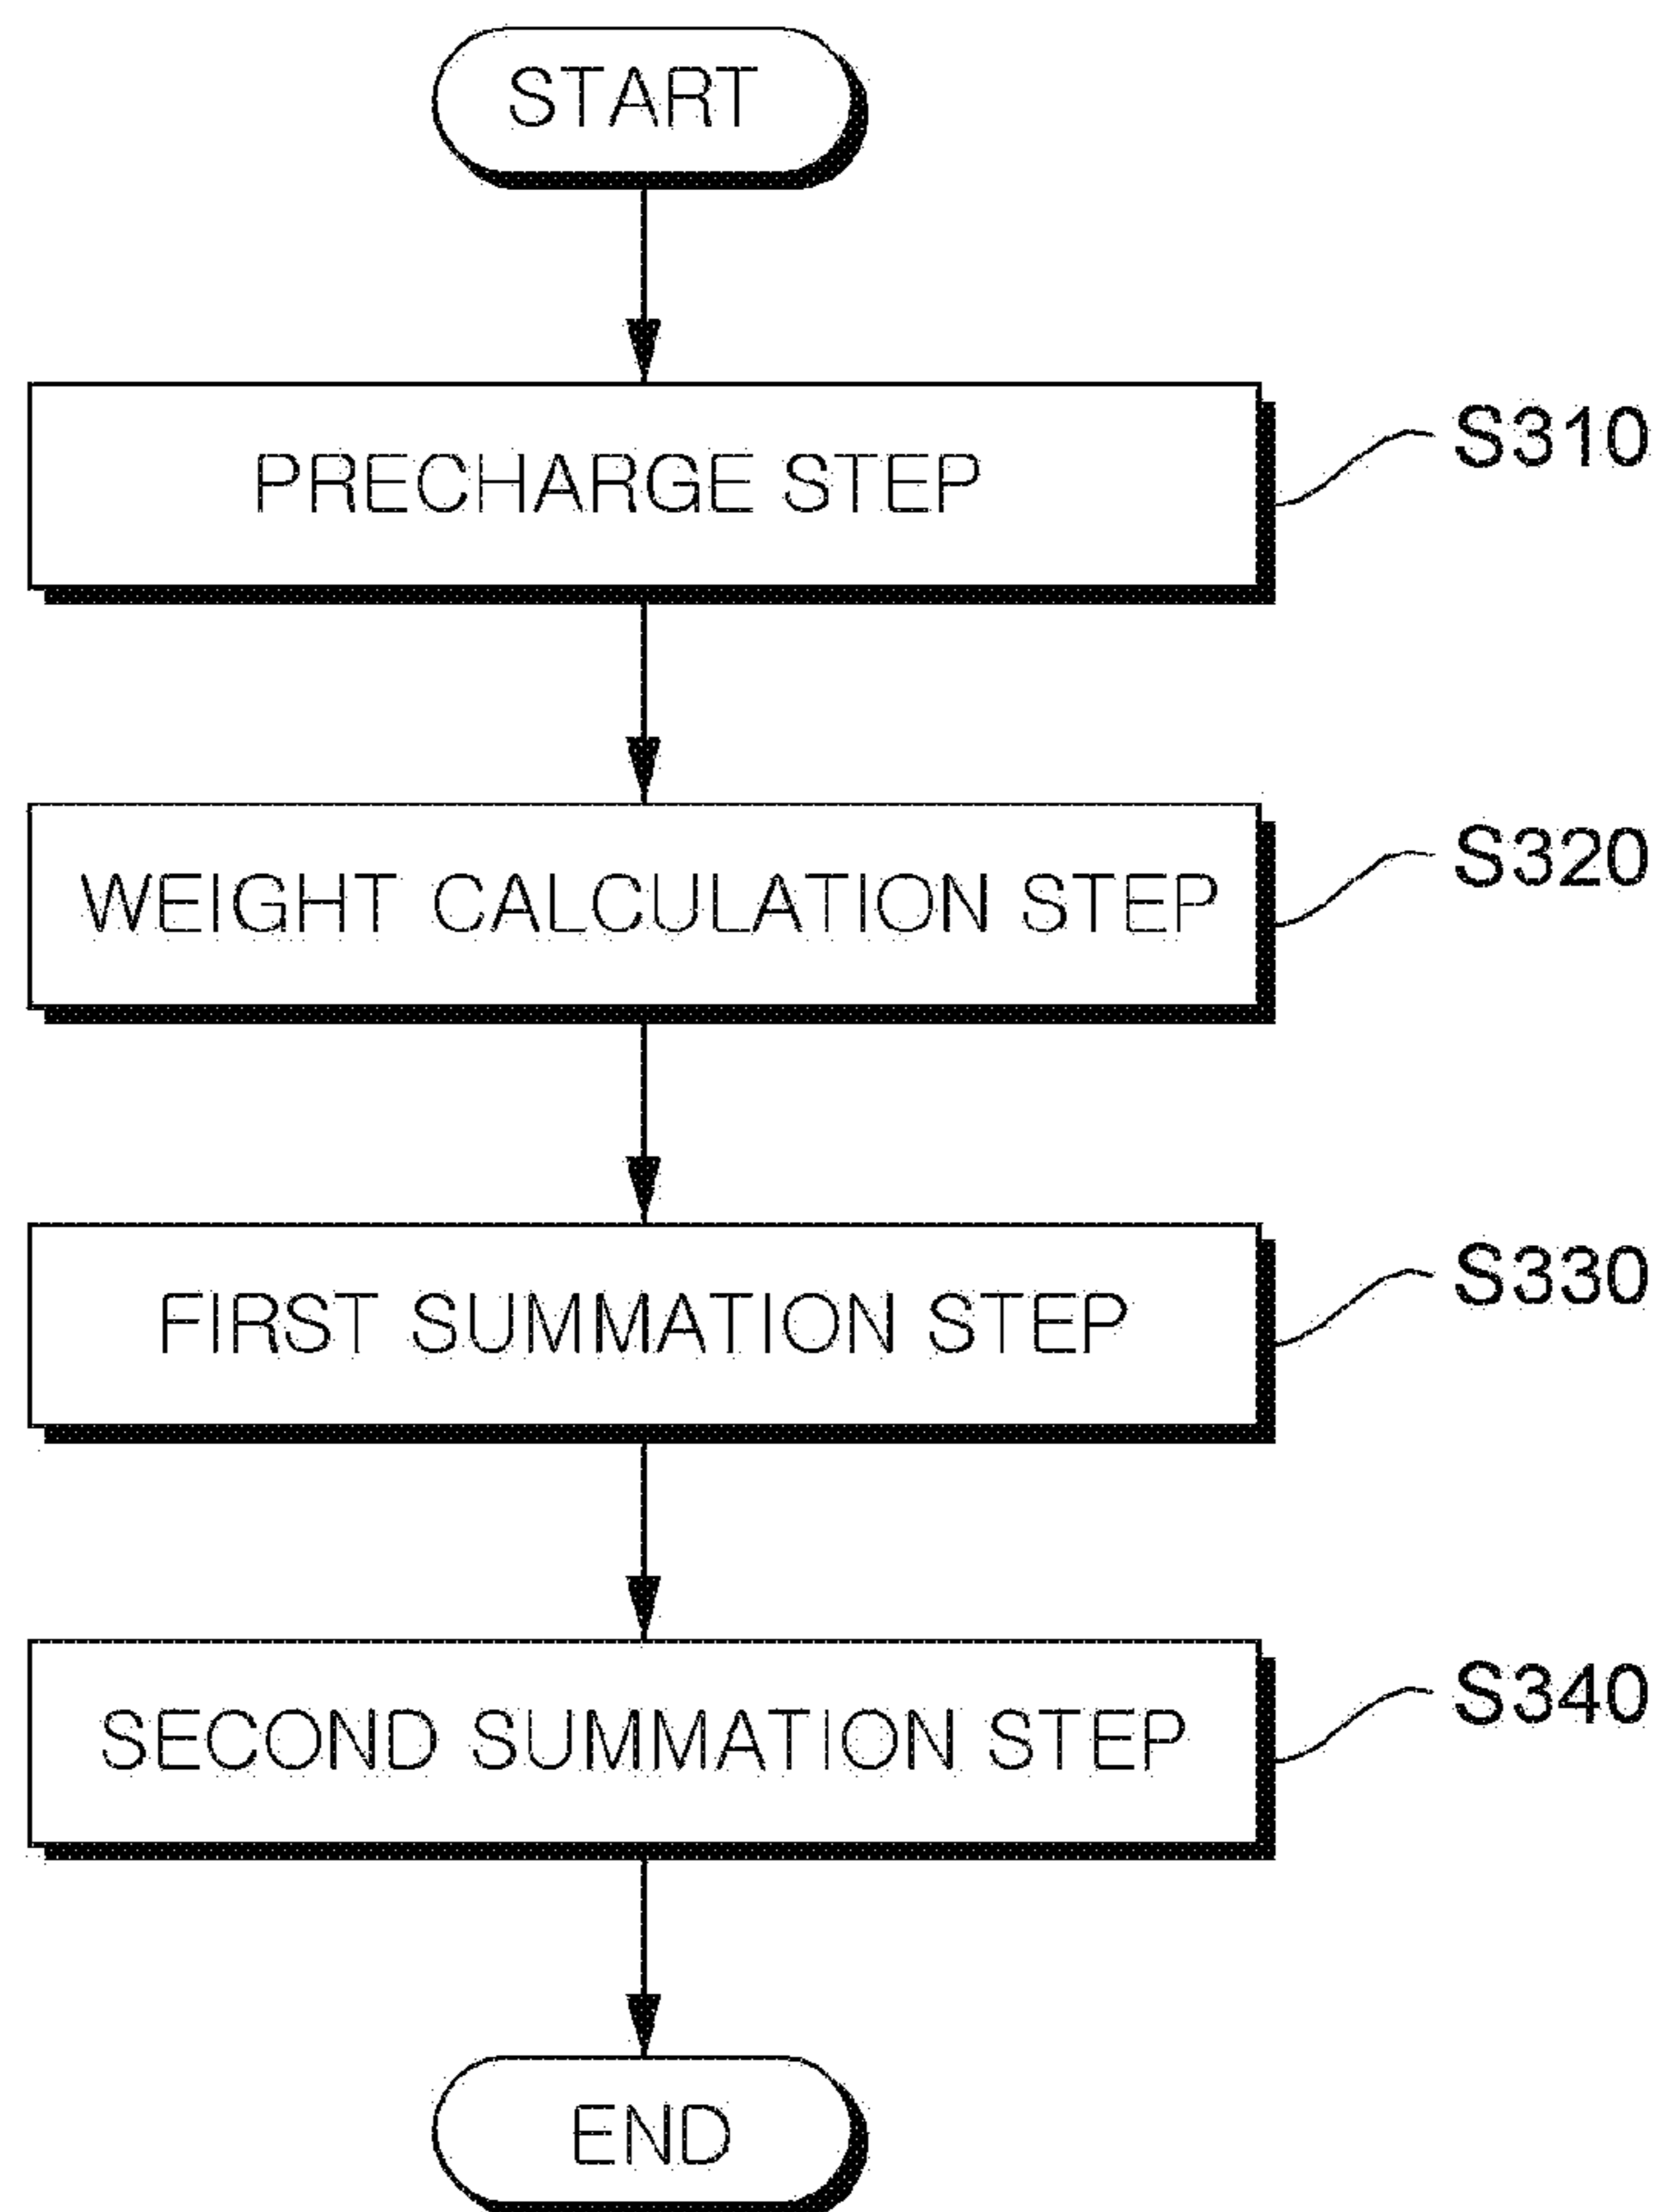 START
PRECHARGE STEP
S310
WEIGHT CALCULATION STEP
S320
FIRST SUMMATION STEP
S330
SECOND SUMMATION STEP
S340
END